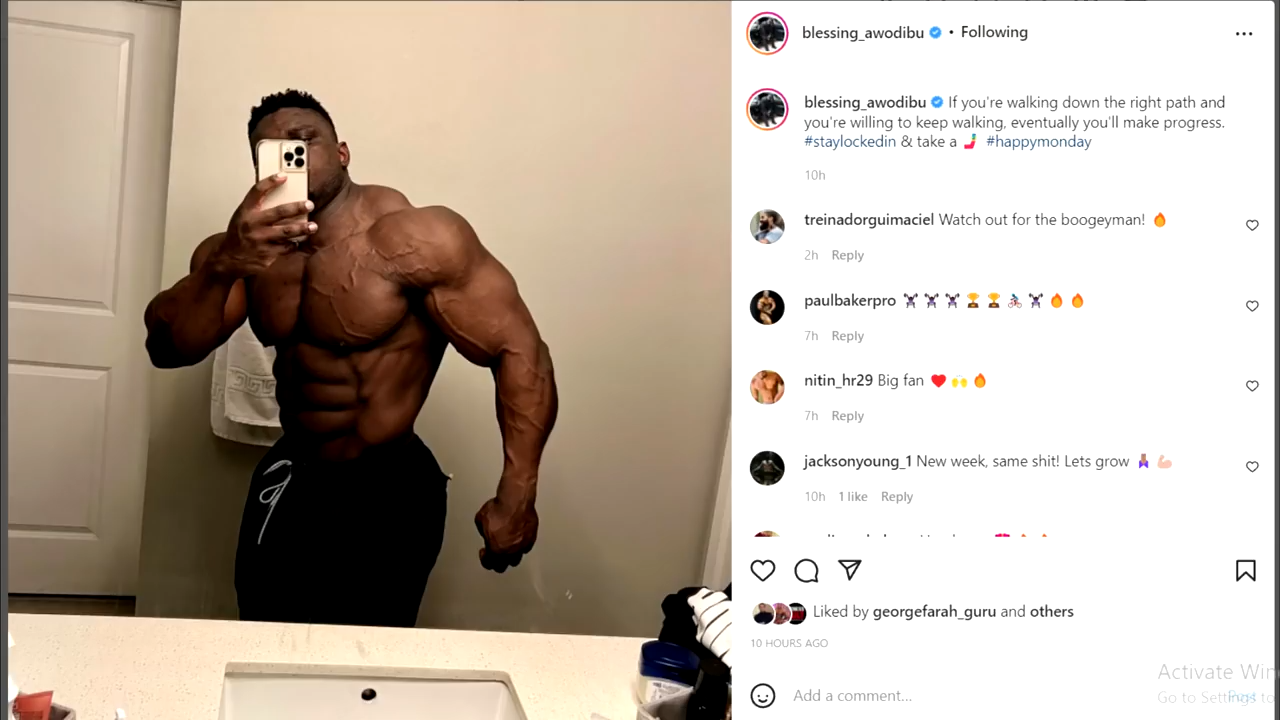 blessing_awodibu • Following
blessing_awodibu If you're walking down the right path and
you're willing to keep walking, eventually you'll make progress.
#staylockedin & take a 🤳 #happymonday
10h
treinadorguimaciel Watch out for the boogeyman! 🔥
2h Reply
paulbakerpro 🏋🏿‍♀️🏋🏿‍♀️🏋🏿‍♀️🏆🏆🚴🏋🏿‍♀️🔥🔥
7h Reply
nitin_hr29 Big fan ❤️🙌🔥
7h Reply
jacksonyoung_1 New week, same shit! Lets grow
10h 1 like Reply
Liked by georgefarah_guru and others
10 HOURS AGO
Activate Win
Add a comment...
Go to Settings to
Post